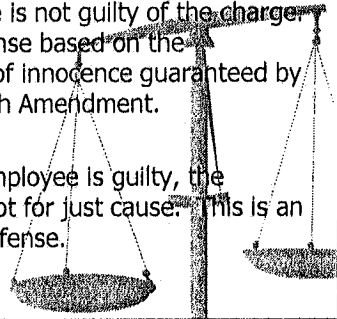 e is not guilty of the charge.
nse based on the
of innocence guaranteed by
h Amendment.
mployee is guilty, the
ot for just cause. This is an
fense.